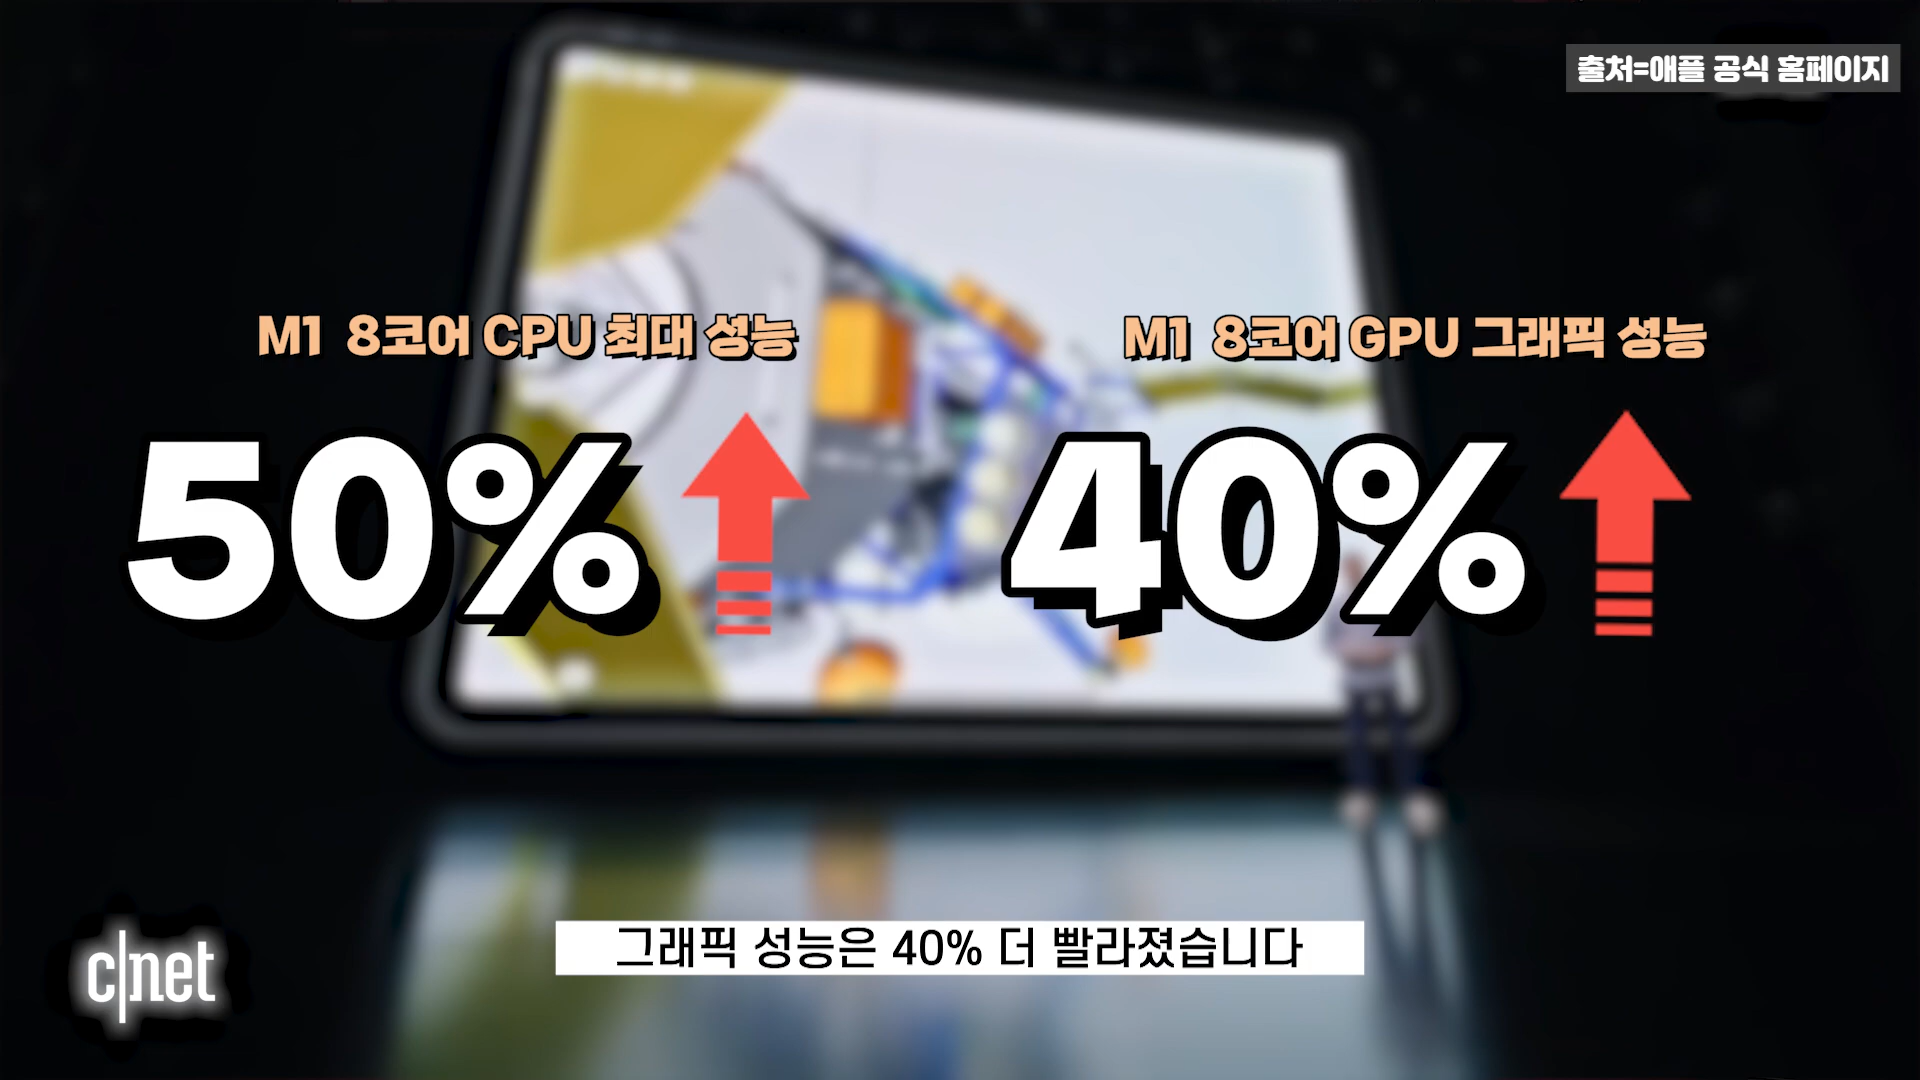 출처=애플 공식 홈페이지
M1 8코어 CPU 최대 성능
50%
M1 8코어 GPU 그래픽 성능
40%
그래픽 성능은 40% 더 빨라졌습니다
c|net